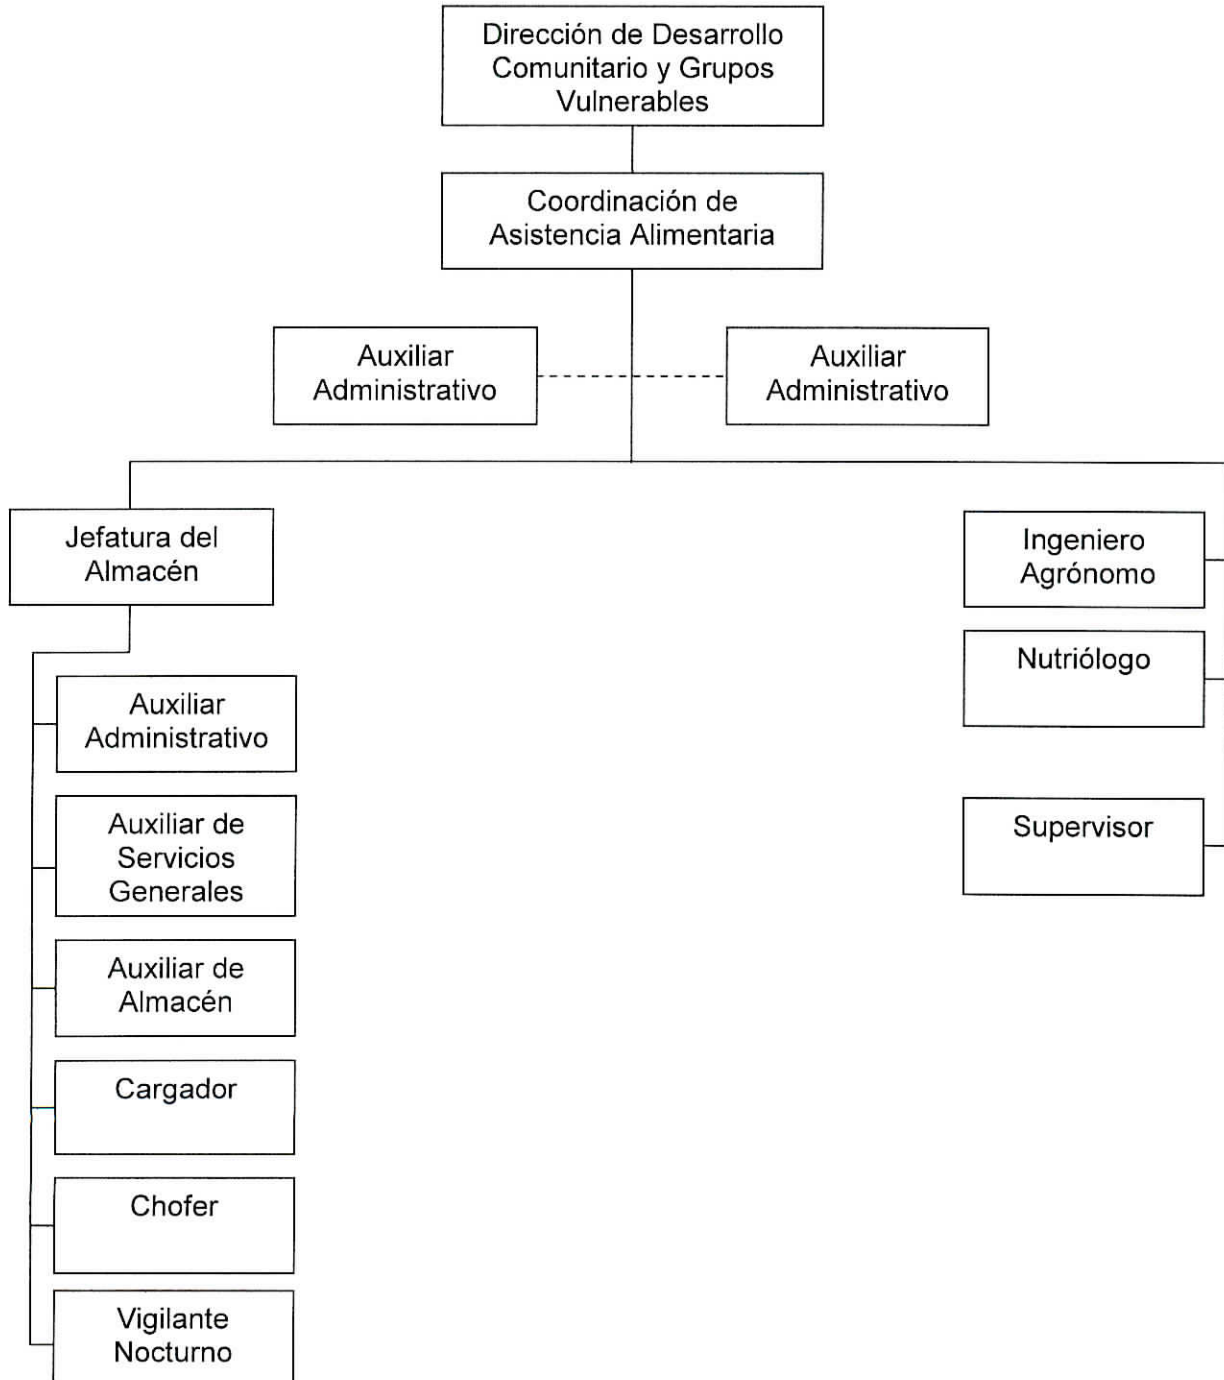 Dirección de Desarrollo
Comunitario y Grupos
Vulnerables
Coordinación de
Asistencia Alimentaria
Auxiliar
Administrativo
Auxiliar
Administrativo
Jefatura del
Almacén
Ingeniero
Agrónomo
Nutriólogo
Supervisor
Auxiliar
Administrativo
Auxiliar de
Servicios
Generales
Auxiliar de
Almacén
Cargador
Chofer
Vigilante
Nocturno